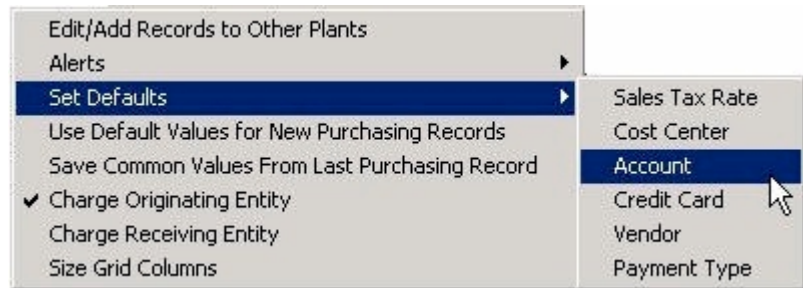 Edit/Add Records to Other Plants
Alerts
Set Defaults
Use Default Values for New Purchasing Records
Save Common Values From Last Purchasing Record
Charge Originating Entity
Charge Receiving Entity
Size Grid Columns
Sales Tax Rate
Cost Center
Account
Credit Card
Vendor
Payment Type